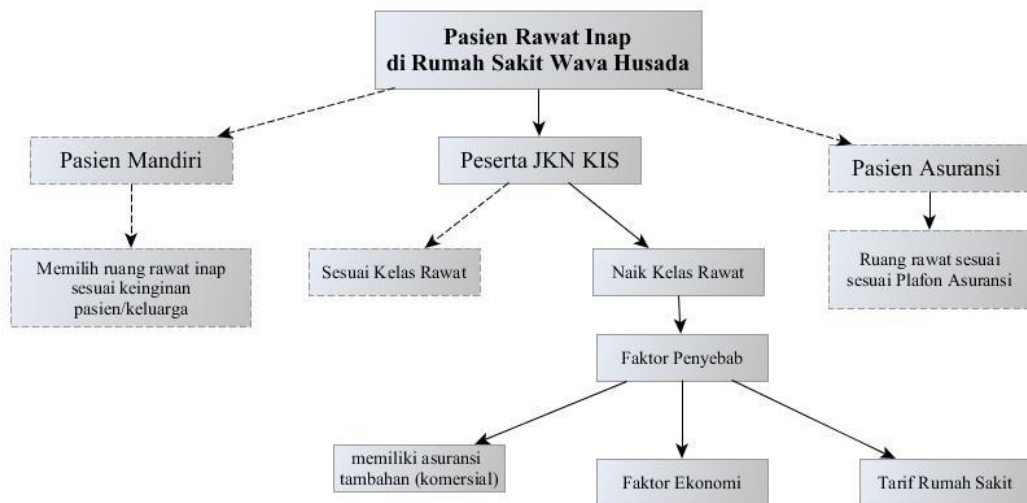 Pasien Rawat Inap
di Rumah Sakit Wava Husada
Pasien Mandiri
Peserta JKN KIS
Pasien Asuransi
Memilih ruang rawat inap
sesuai keinginan
pasien/keluarga
Sesuai Kelas Rawat
Naik Kelas Rawat
Ruang rawat sesuai
sesuai Plafon Asuransi
Faktor Penyebab
memiliki asuransi
tambahan (komersial)
Faktor Ekonomi
Tarif Rumah Sakit